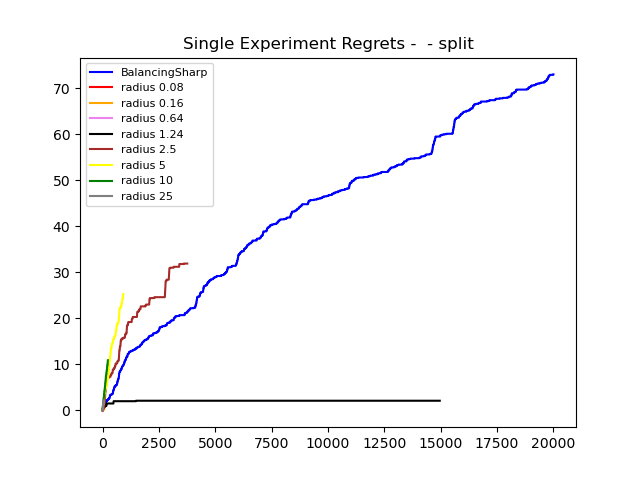 Single Experiment Regrets -  - split
BalancingSharp
radius 0.08
radius 0.16
radius 0.64
radius 1.24
radius 2.5
radius 5
radius 10
radius 25
70
60
50
40
30
20
10
0
0 2500 5000 7500 10000 12500 15000 17500 20000